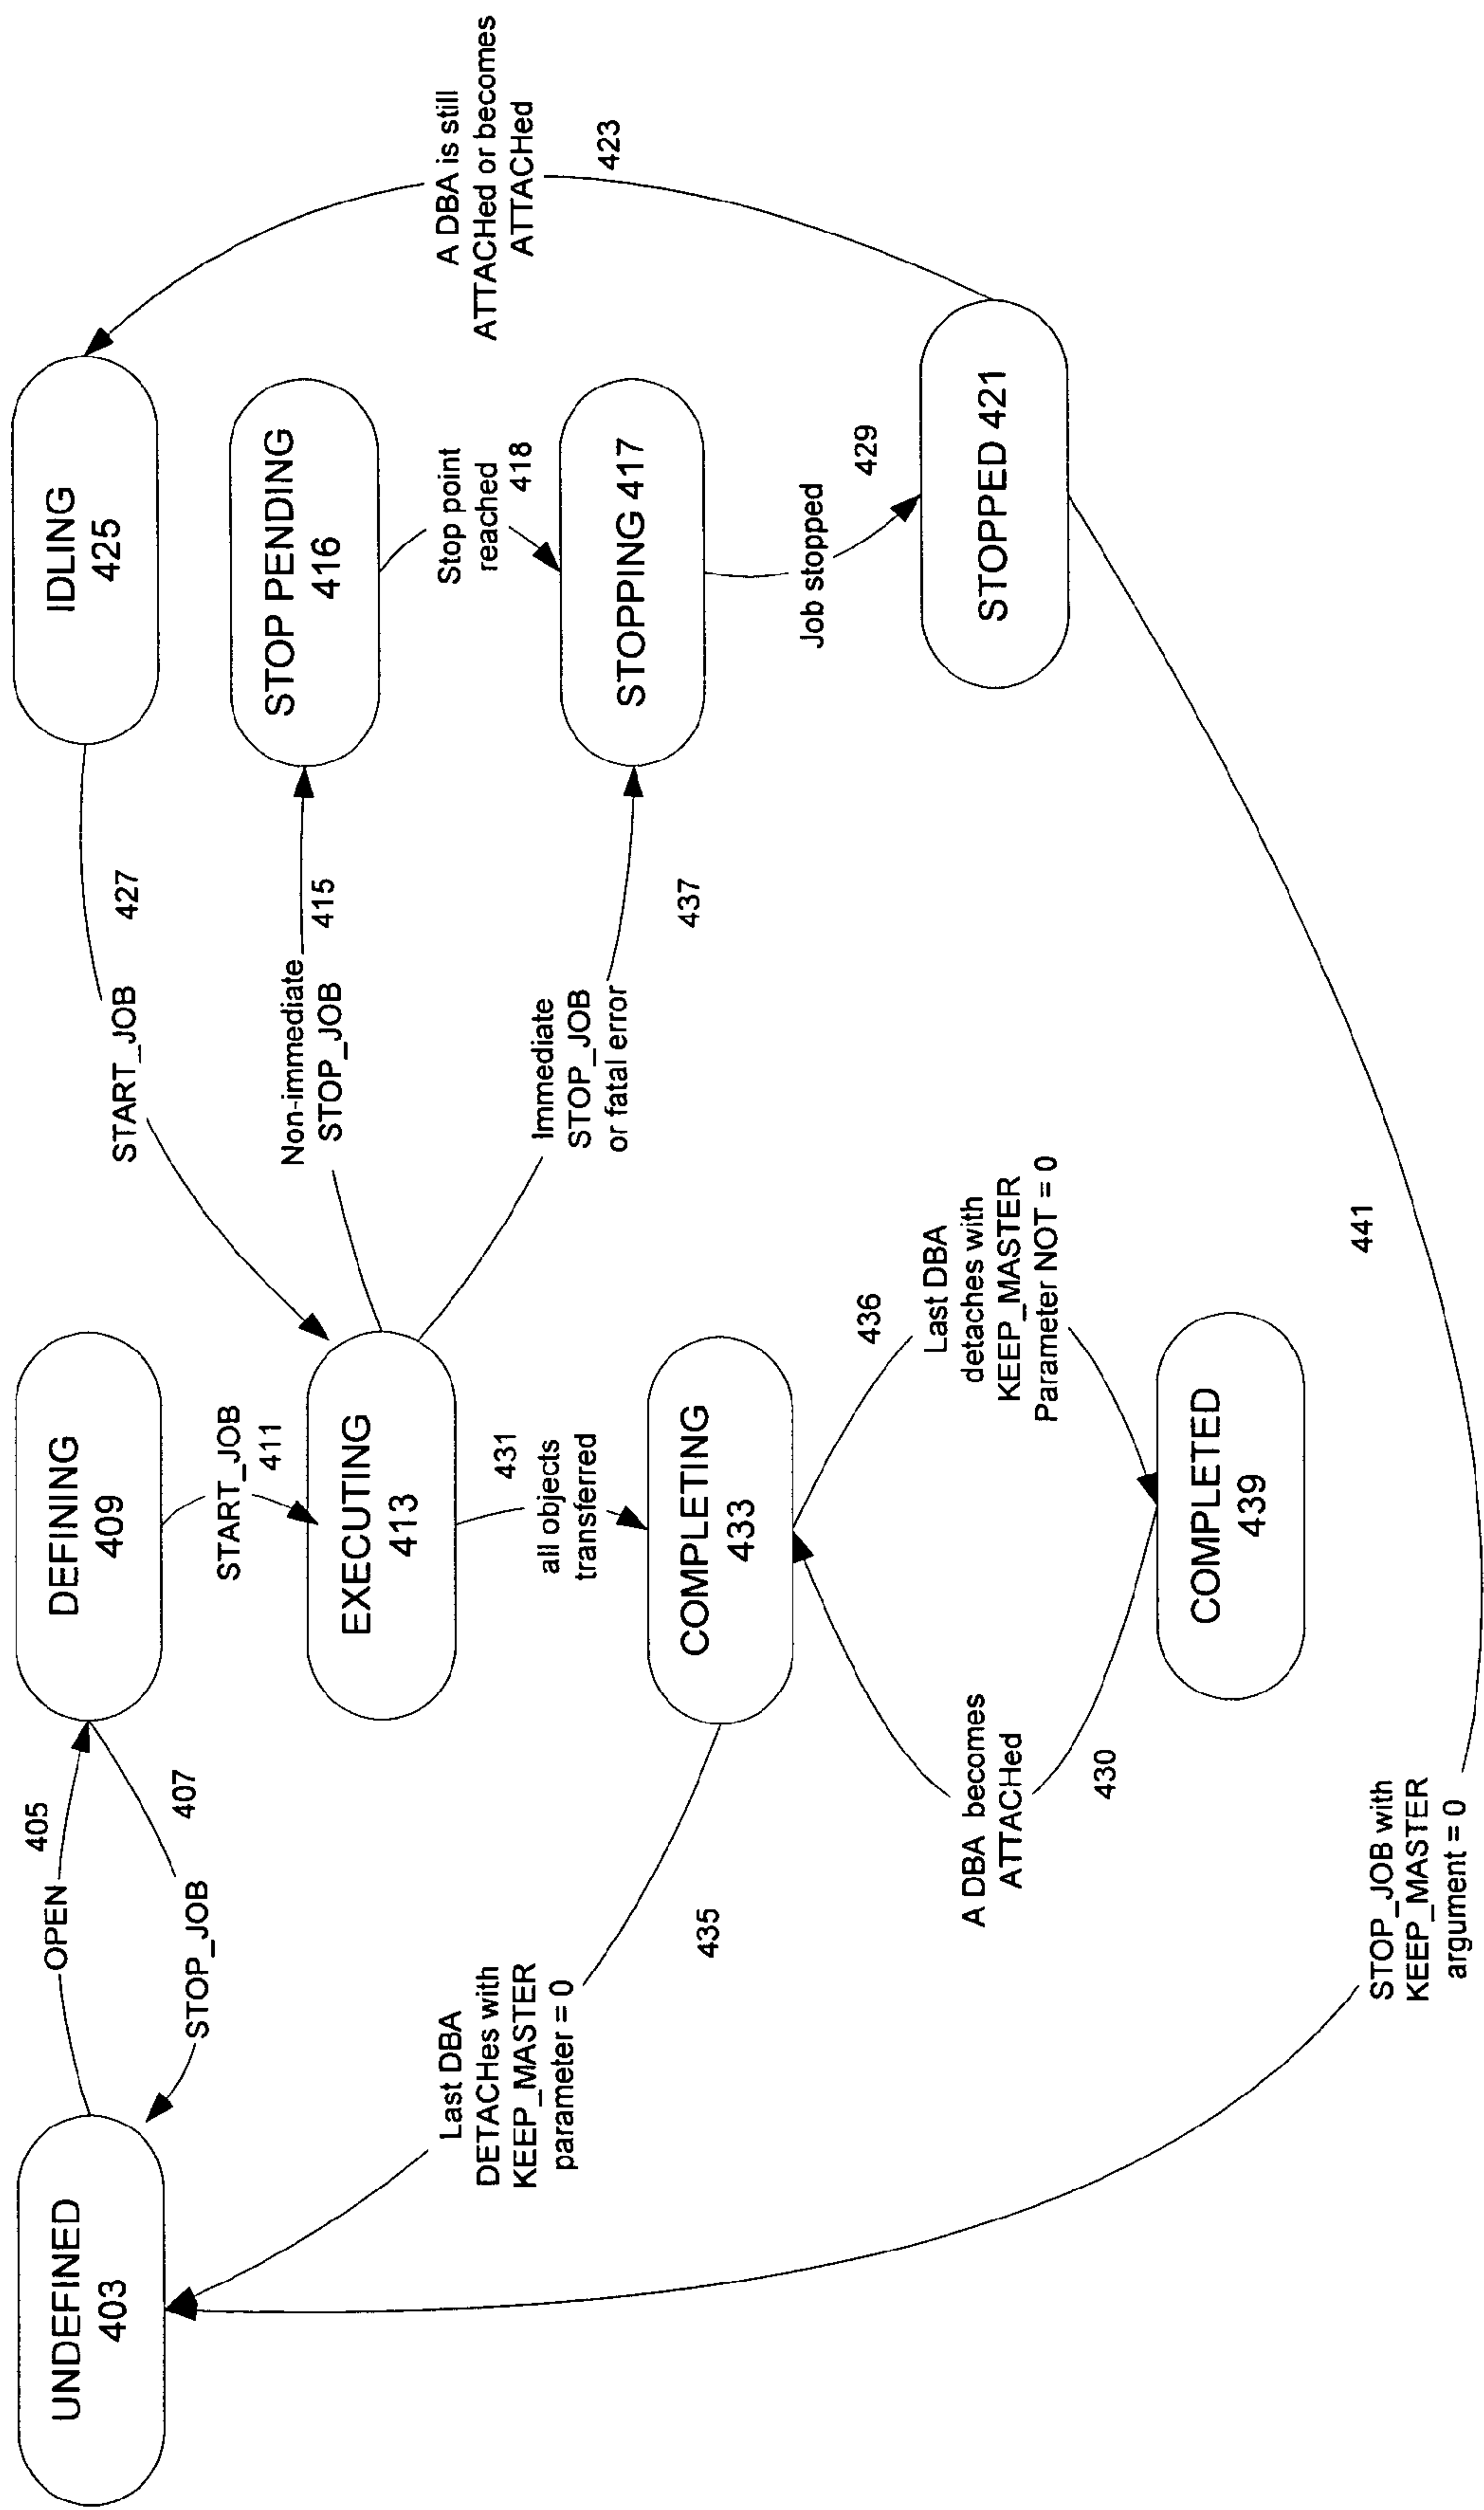 UNDEFINED
403
OPEN
405
407
STOP_JOB
DEFINING
409
START_JOB
411
START_JOB
427
IDLING
425
EXECUTING
413
Non-immediate
STOP_JOB
415
STOP PENDING
416
Stop point
reached
418
Immediate
STOP_JOB
or fatal error
437
STOPPING 417
Job stopped
429
STOPPED 421
A DBA is still
ATTACHed or becomes
ATTACHed
423
431
all objects
transferred
COMPLETING
433
Last DBA
DETACHes with
KEEP_MASTER
parameter = 0
435
436
Last DBA
detaches with
KEEP_MASTER
Parameter NOT = 0
A DBA becomes
ATTACHed
430
COMPLETED
439
441
STOP_JOB with
KEEP_MASTER
argument = 0